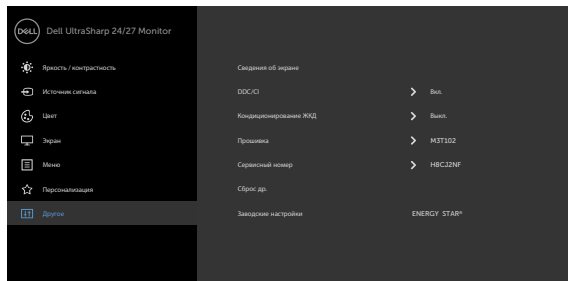 DELL Dell UltraSharp 24/27 Monitor
Яркость / контрастность
Источник сигнала
Цвет
Экран
Меню
Персонализация
Другое
Сведения об экране
DDC/CI Вкл.
Кондиционирование ЖКД Выкл.
Прошивка M3T102
Сервисный номер H8CJ2NF
Сброс др.
Заводские настройки ENERGY STAR®